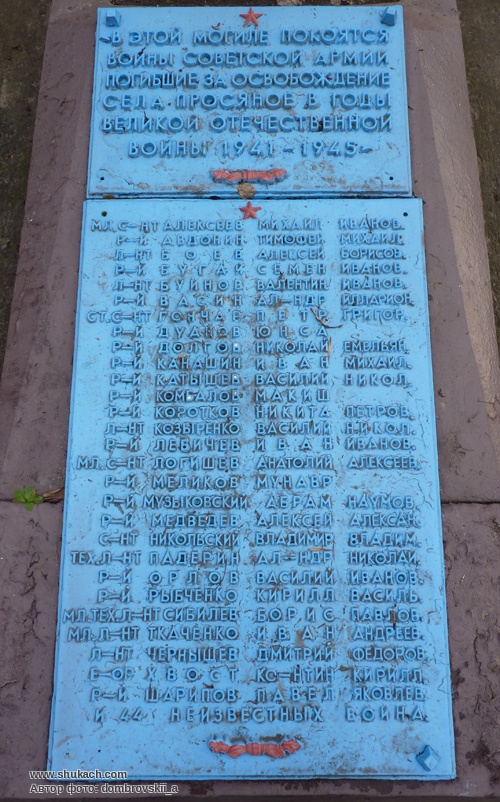 В ЭТОЙ МОГИЛЕ ПОКОЯТСЯ
ВОИНЫ СОВЕТСКОЙ АРМИИ
ПОГИБШИЕ ЗА ОСВОБОЖДЕНИЕ
СЕЛА ПРОСЯНОЕ В ГОДЫ
ВЕЛИКОЙ ОТЕЧЕСТВЕННОЙ
ВОЙНЫ 1941-1945-
МЛ. С-НТ АЛЕКСЕЕВ МИХАИЛ ИВАНОВ.
Р-Й АВДОНИН ТИМОФЕЙ МИХАИЛ.
Л-НТ АЛЕКСЕЙ БОРИСОВ.
Р-Й БУГАЙ СЕМЕН ИВАНОВ.
Л-НТ БУИНОВ ВАЛЕНТИН ИВАНОВ.
Р-Й ВАСИН АЛ-НДР ИЛЛАРИОН.
СТ. С-НТ ГОНЧАР ПЕТР ГРИГОР.
Р-Й ЮНСА
Р-Й ДОЛГОВ НИКОЛАЙ ЕМЕЛЬЯН.
Р-Й КАНАШИН ИВАН МИХАИЛ.
Р-Й КАТЫШЕВ ВАСИЛИЙ НИКОЛ.
Р-Й КОМБАЛОВ МАКИШ
Р-Й КОРОТКОВ НИКИТА ПЕТРОВ.
Л-НТ КОЗЫРЕНКО ВАСИЛИЙ НИКОЛ.
Р-Й ЛЕВИЧЕВ ИВАН ИВАНОВ.
МЛ. С-НТ ЛОГИШЕВ АНАТОЛИЙ АЛЕКСЕЕВ.
Р-Й МЕЛИКОВ МУНАВР
Р-Й МУЗЫКОВСКИЙ АБРАМ НАУМОВ.
Р-Й МЕДВЕДЕВ АЛЕКСЕЙ АЛЕКСАН.
С-НТ НИКОЛЬСКИЙ ВЛАДИМИР ВЛАДИМ.
ТЕХ. Л-НТ ПАДЕРИН АЛ-НДР НИКОЛАЙ.
Р-Й ОРЛОВ ВАСИЛИЙ ИВАНОВ.
Р-Й РЫБЧЕНКО КИРИЛЛ ВАСИЛЬ.
МЛ. ТЕХ. Л-НТ СИБИЛЕВ БОРИС ПАВЛОВ.
МЛ. Л-НТ ТКАЧЕНКО ИВАН АНДРЕЕВ.
Л-НТ ЧЕРНЫШЕВ ДМИТРИЙ ФЕДОРОВ
Е-ОР ХВОСТ КО-НТИН КИРИЛЛ.
Р-Й ШАРИПОВ ПАВЕЛ ЯКОВЛЕВ.
И 44 НЕИЗВЕСТНЫХ ВОИНА.
www.shukach.com
Автор фото: dombrovskii_a